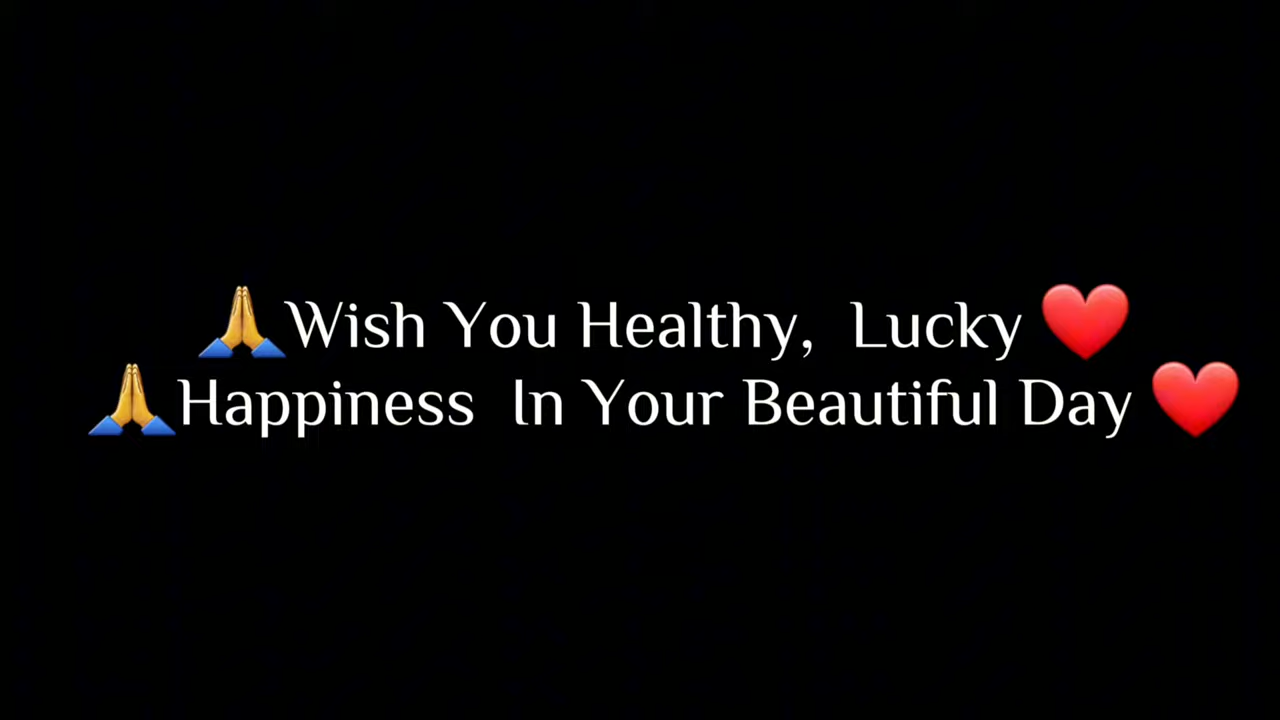 🙏Wish You Healthy,  Lucky ❤️
🙏Happiness  In Your Beautiful Day ❤️